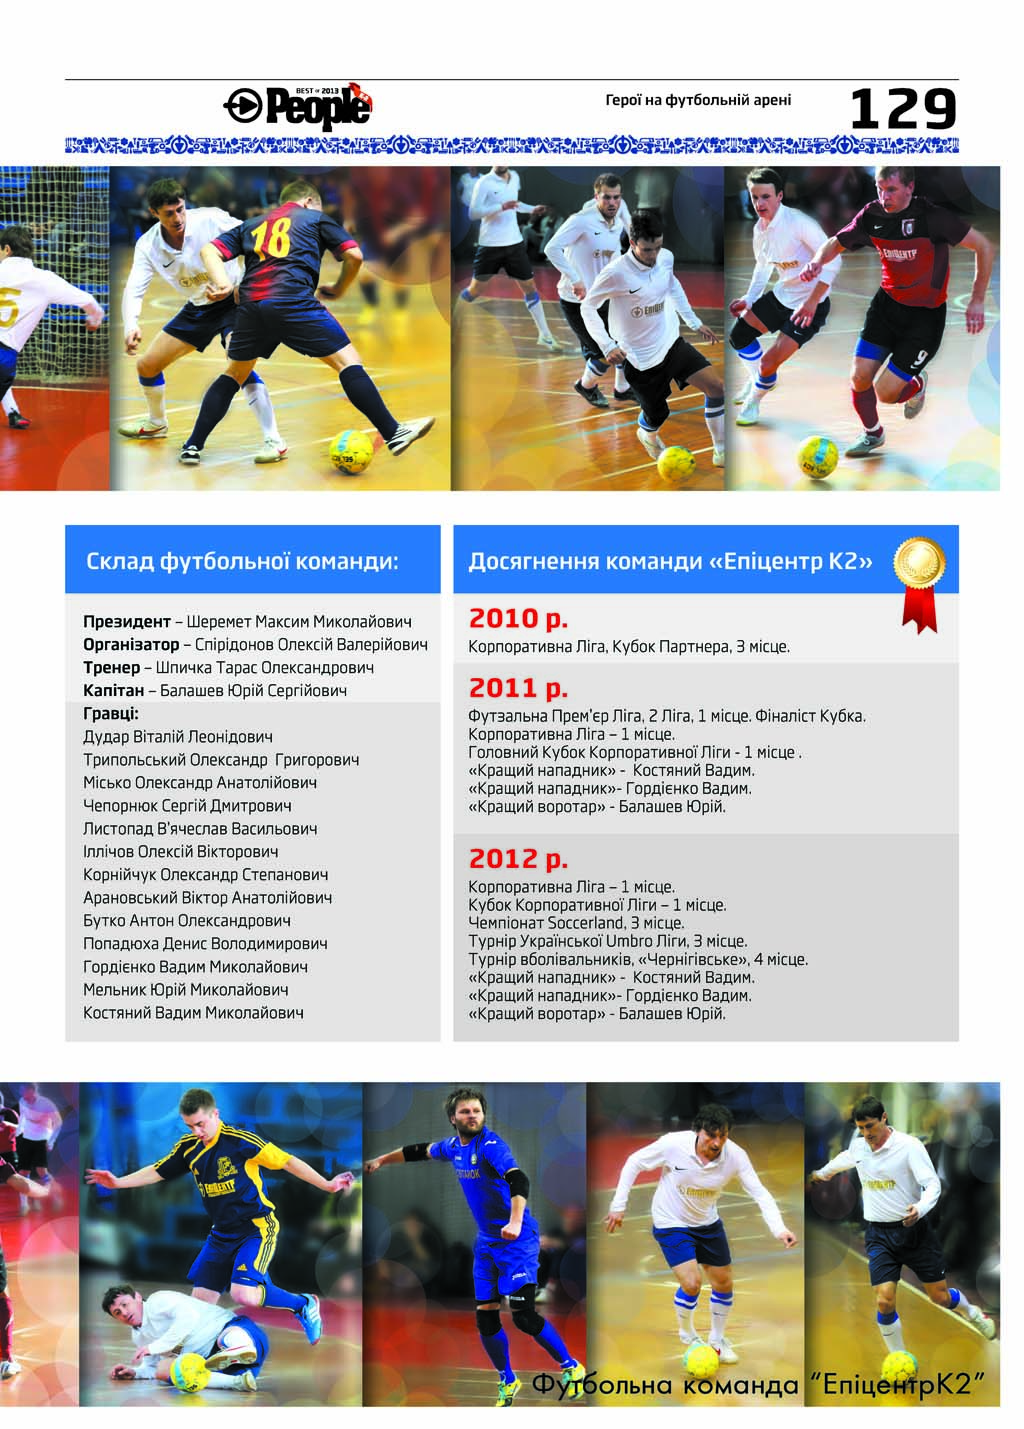 BEST OF 2013
People
Герої на футбольній арені
129
18
ЕПІЦЕНТР
ЕПІЦЕНТР
9
Склад футбольної команди:
Президент – Шеремет Максим Миколайович
Організатор – Спірідонов Олексій Валерійович
Тренер – Шпичка Тарас Олександрович
Капітан – Балашев Юрій Сергійович
Гравці:
Дудар Віталій Леонідович
Трипольський Олександр Григорович
Місько Олександр Анатолійович
Чепорнюк Сергій Дмитрович
Листопад В'ячеслав Васильович
Іллічов Олексій Вікторович
Корнійчук Олександр Степанович
Арановський Віктор Анатолійович
Бутко Антон Олександрович
Попадюха Денис Володимирович
Гордієнко Вадим Миколайович
Мельник Юрій Миколайович
Костяний Вадим Миколайович
Досягнення команди «Епіцентр К2»
2010 р.
Корпоративна Ліга, Кубок Партнера, 3 місце.
2011 р.
Футзальна Прем'єр Ліга, 2 Ліга, 1 місце. Фіналіст Кубка.
Корпоративна Ліга – 1 місце.
Головний Кубок Корпоративної Ліги - 1 місце .
«Кращий нападник» - Костяний Вадим.
«Кращий нападник»- Гордієнко Вадим.
«Кращий воротар» - Балашев Юрій.
2012 р.
Корпоративна Ліга – 1 місце.
Кубок Корпоративної Ліги – 1 місце.
Чемпіонат Soccerland, 3 місце.
Турнір Української Umbro Ліги, 3 місце.
Турнір вболівальників, «Чернігівське», 4 місце.
«Кращий нападник» - Костяний Вадим.
«Кращий нападник»- Гордієнко Вадим.
«Кращий воротар» - Балашев Юрій.
ЕПІЦЕНТР
Футбольна команда “ЕпіцентрК2”